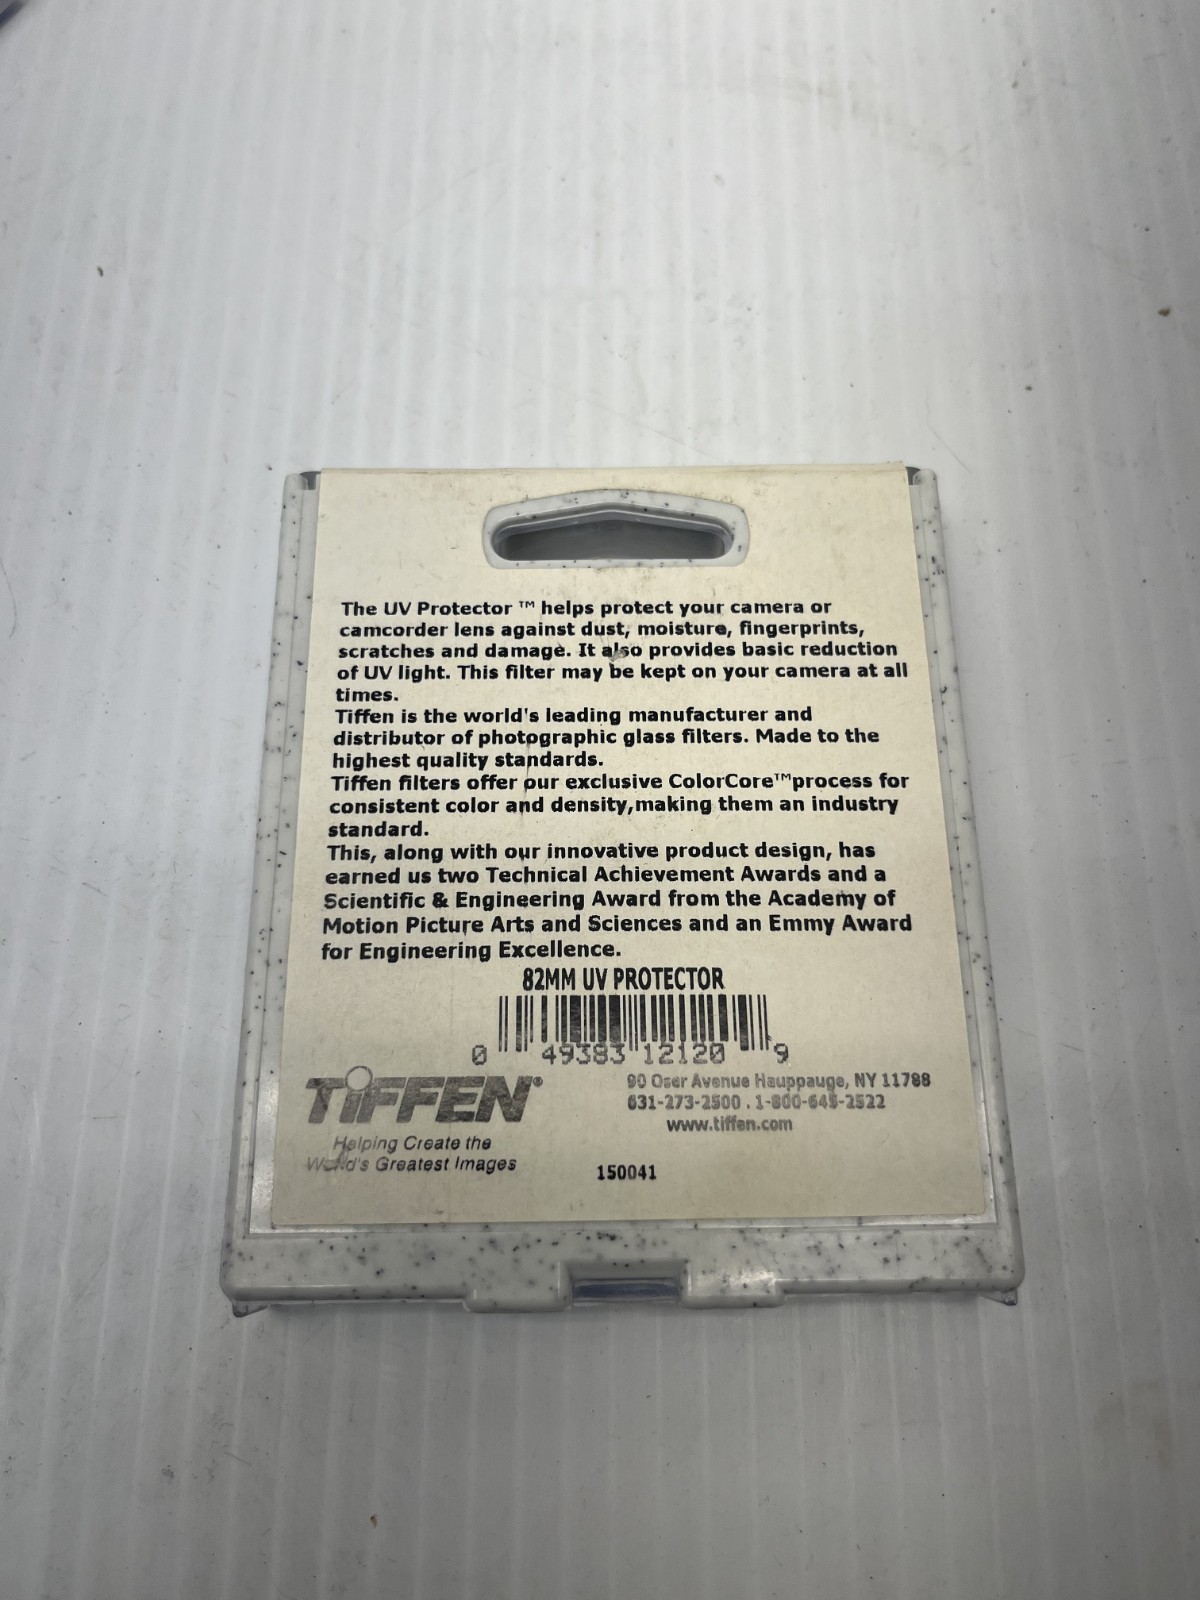 The UV Protector ™ helps protect your camera or
camcorder lens against dust, moisture, fingerprints,
scratches and damage. It also provides basic reduction
of UV light. This filter may be kept on your camera at all
times.
Tiffen is the world's leading manufacturer and
distributor of photographic glass filters. Made to the
highest quality standards.
Tiffen filters offer our exclusive ColorCore™process for
consistent color and density,making them an industry
standard.
This, along with our innovative product design, has
earned us two Technical Achievement Awards and a
Scientific & Engineering Award from the Academy of
Motion Picture Arts and Sciences and an Emmy Award
for Engineering Excellence.
82MM UV PROTECTOR
0 49383 12120 9
TIFFEN®
Helping Create the
World's Greatest Images
90 Oser Avenue Hauppauge, NY 11788
631-273-2500 . 1-800-645-2522
www.tiffen.com
150041